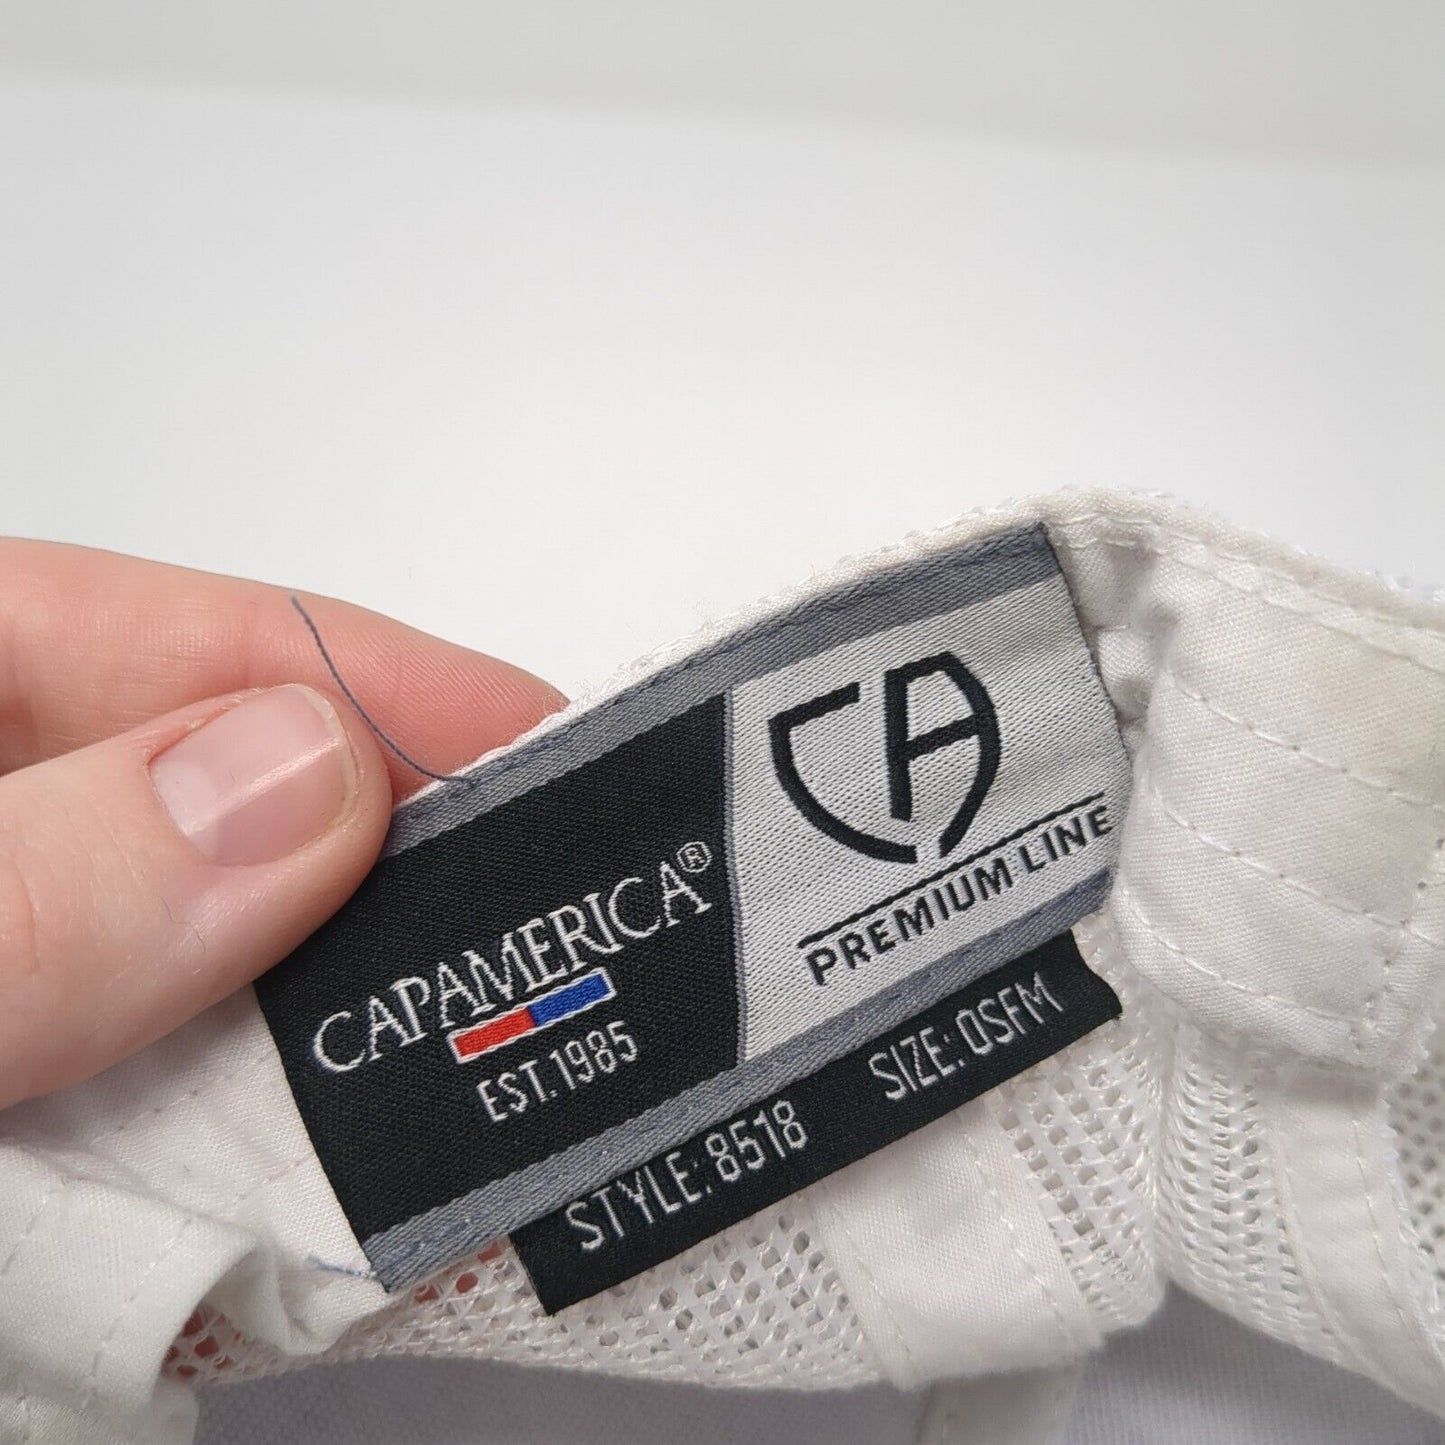 CAPAMERICA®
EST. 1985
CA
PREMIUM LINE
STYLE: 8518 SIZE: OSFM